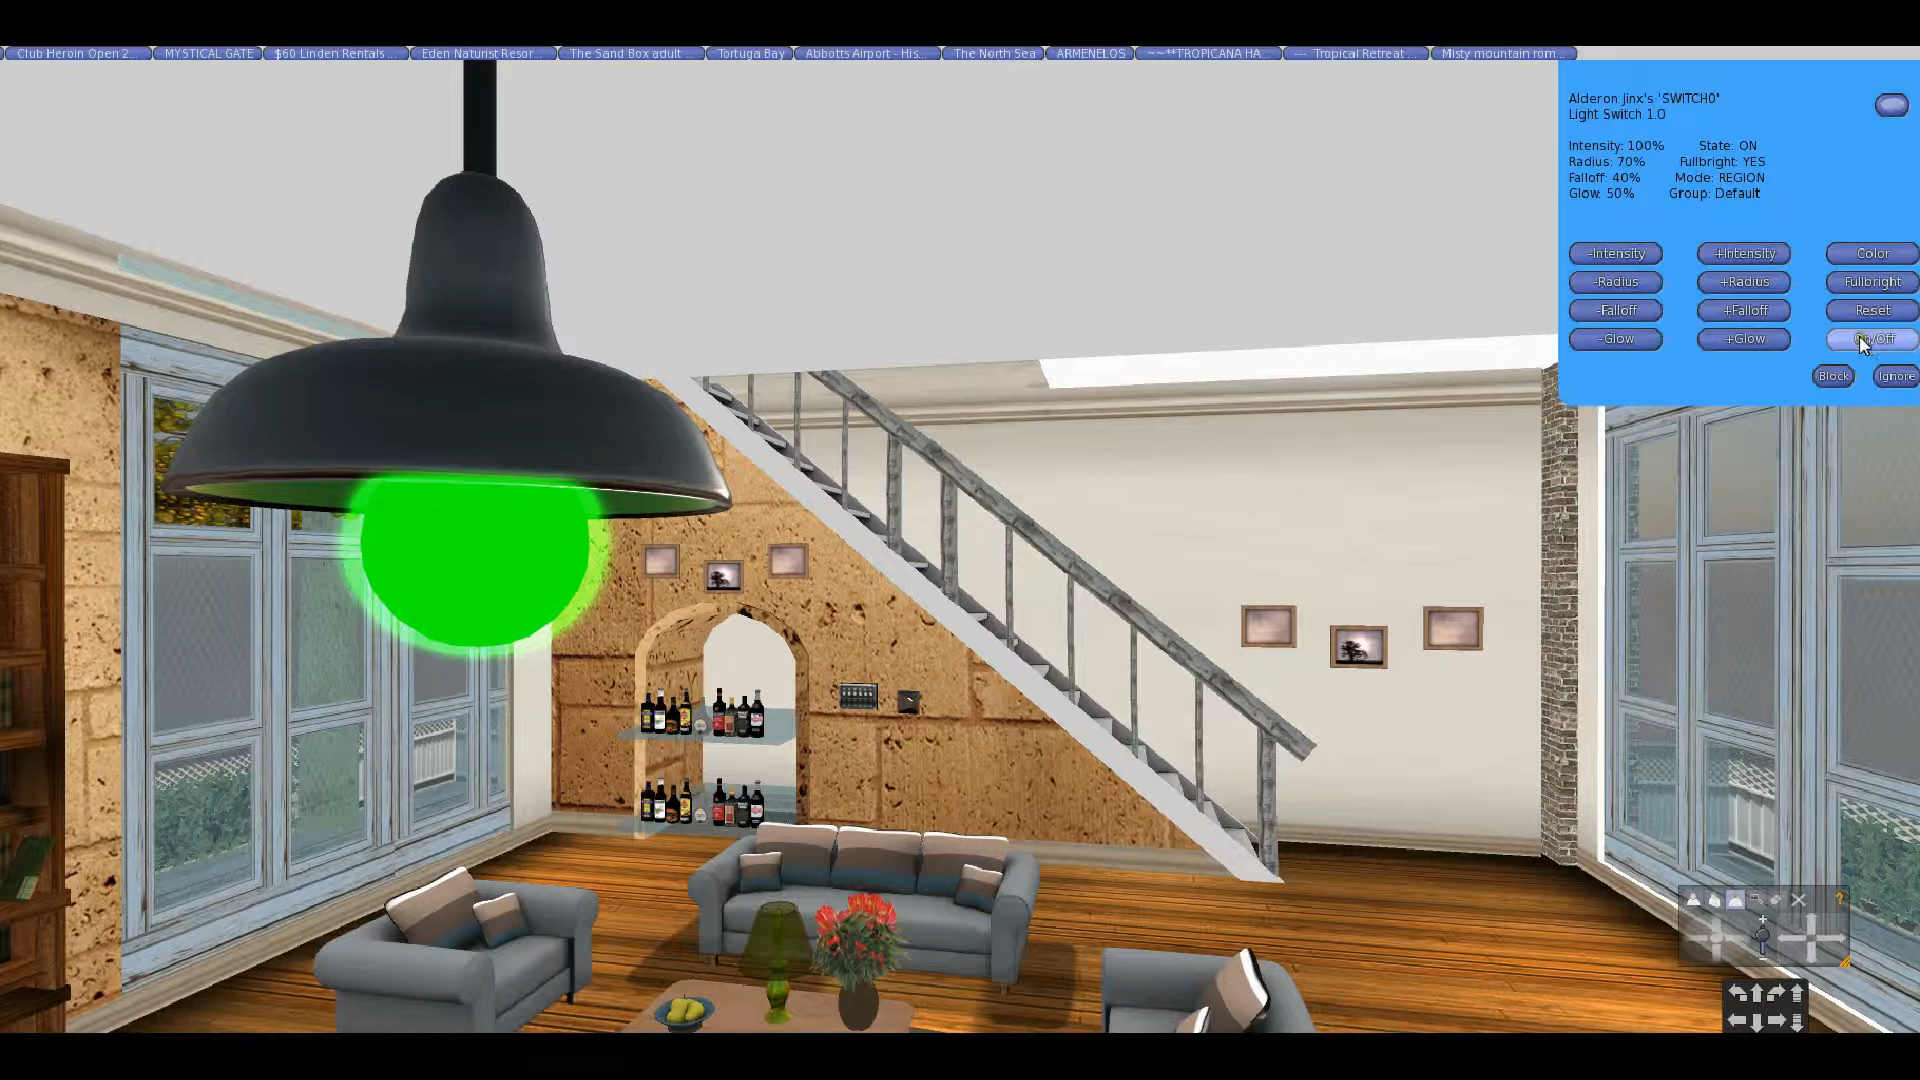 Club Heroin Open 2... MYSTICAL GATE $60 Linden Rentals ... Eden Naturist Resor... The Sand Box adult ... Tortuga Bay Abbotts Airport - His... The North Sea ARMENELOS ~~**TROPICANA HA... --- Tropical Retreat ... Misty mountain rom...
Alderon Jinx's 'SWITCH0'
Light Switch 1.0
Intensity: 100% State: ON
Radius: 70% Fullbright: YES
Falloff: 40% Mode: REGION
Glow: 50% Group: Default
-Intensity +Intensity Color
-Radius +Radius Fullbright
-Falloff +Falloff Reset
-Glow +Glow On/Off
Block Ignore
?